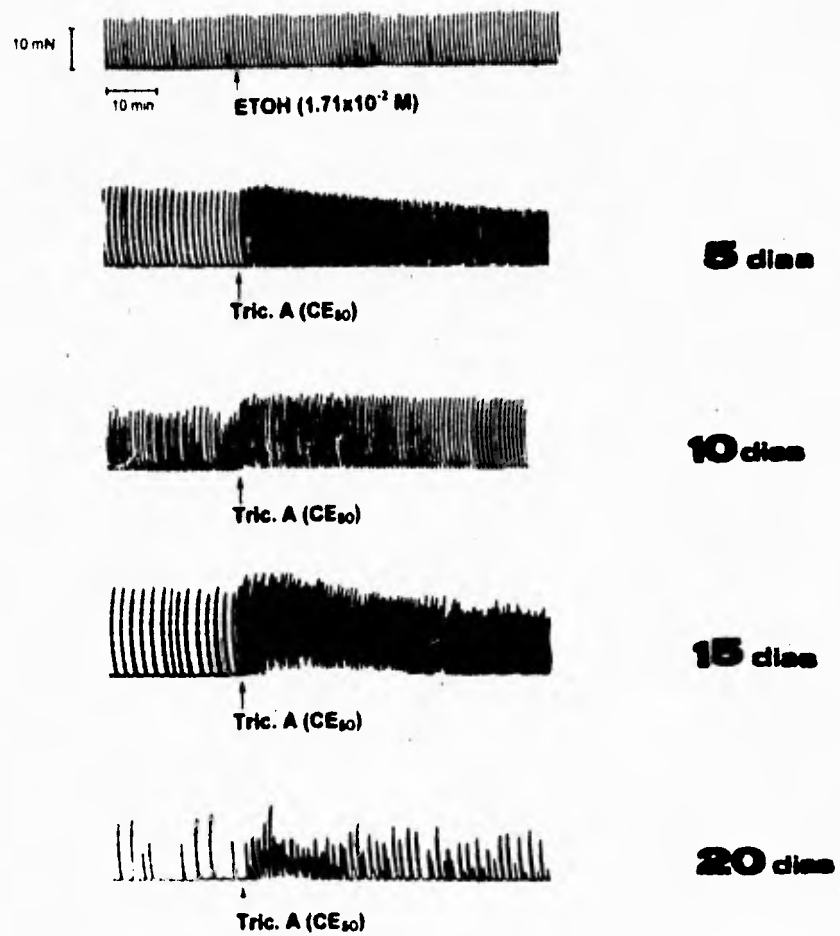 10 mN
10 min
ETOH (1.71x10⁻² M)
5 dias
Tric. A (CE₅₀)
10 dias
Tric. A (CE₅₀)
15 dias
Tric. A (CE₅₀)
20 dias
Tric. A (CE₅₀)